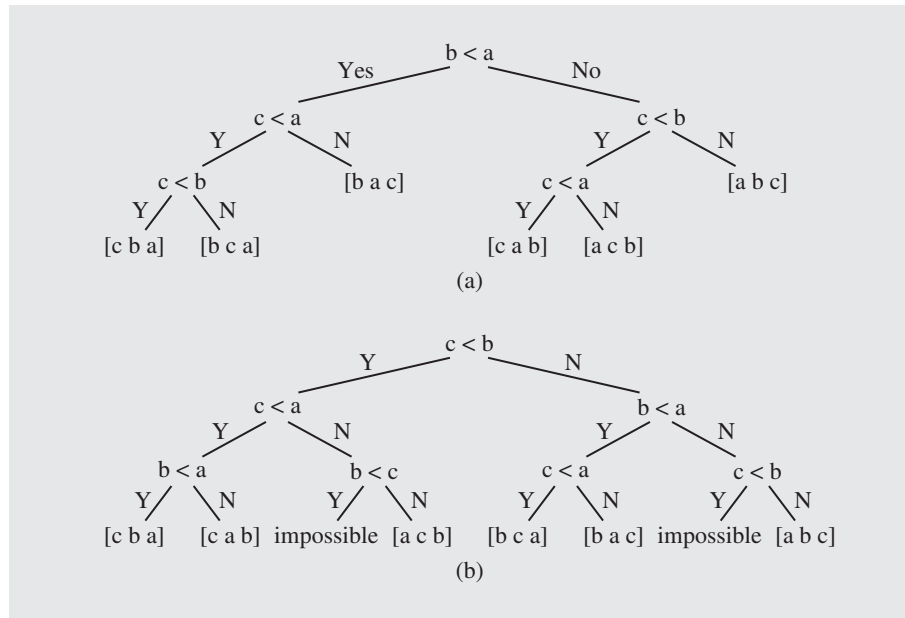 b < a
Yes No
c < a c < b
Y N Y N
c < b [b a c] c < a [a b c]
Y N Y N
[c b a] [b c a] [c a b] [a c b]
(a)
c < b
Y N
c < a b < a
Y N Y N
b < a b < c c < a c < b
Y N Y N Y N Y N
[c b a] [c a b] impossible [a c b] [b c a] [b a c] impossible [a b c]
(b)